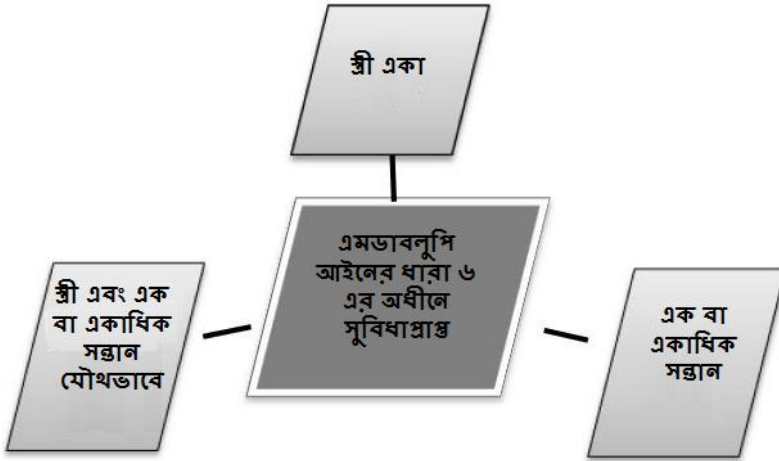 স্ত্রী একা
এমডাবলুপি
আইনের ধারা ৬
এর অধীনে
সুবিধাপ্রাপ্ত
স্ত্রী এবং এক
বা একাধিক
সন্তান
যৌথভাবে
এক বা
একাধিক
সন্তান